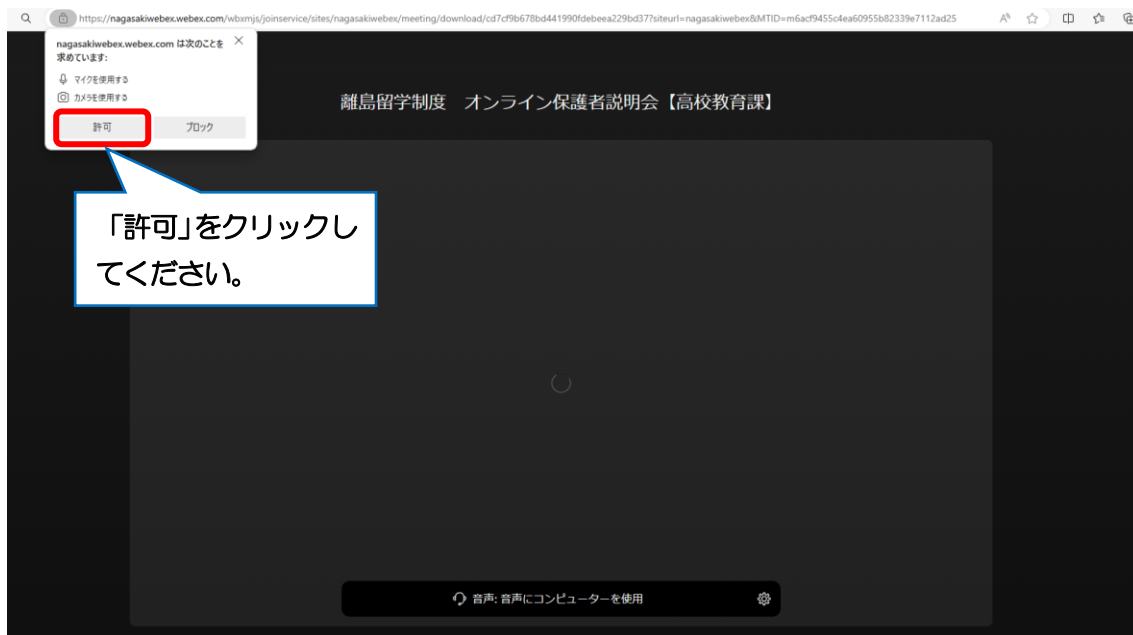 https://nagasakiwebex.webex.com/wbxmjs/joinservice/sites/nagasakiwebex/meeting/download/cd7cf9b678bd441990fdebeea229bd37?siteurl=nagasakiwebex&MTID=m6acf9455c4ea60955b82339e7112ad25
nagasakiwebex.webex.com は次のことを
求めています:
マイクを使用する
カメラを使用する
許可 ブロック
離島留学制度 オンライン保護者説明会【高校教育課】
「許可」をクリックし
てください。
音声: 音声にコンピューターを使用